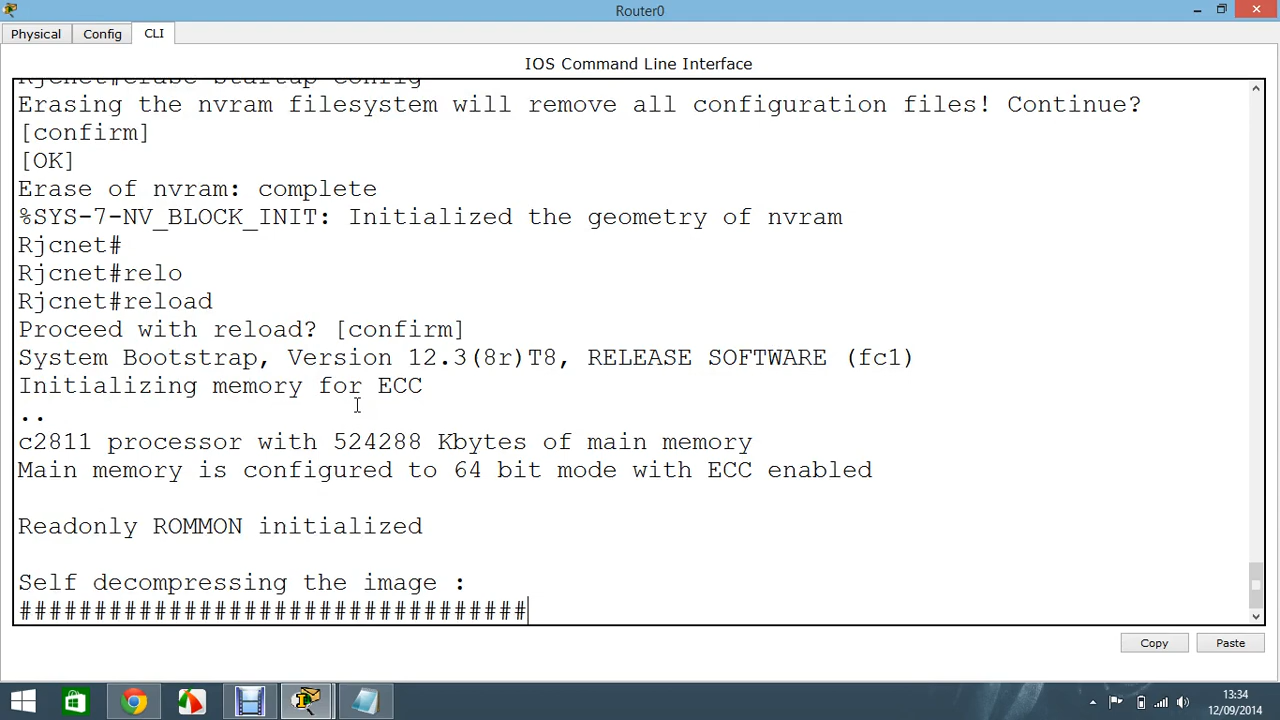 Router0
Physical
Config
CLI
IOS Command Line Interface
Rjcnet#erase startup-config
Erasing the nvram filesystem will remove all configuration files! Continue?
[confirm]
[OK]
Erase of nvram: complete
%SYS-7-NV_BLOCK_INIT: Initialized the geometry of nvram
Rjcnet#
Rjcnet#relo
Rjcnet#reload
Proceed with reload? [confirm]
System Bootstrap, Version 12.3(8r)T8, RELEASE SOFTWARE (fc1)
Initializing memory for ECC
..
c2811 processor with 524288 Kbytes of main memory
Main memory is configured to 64 bit mode with ECC enabled
Readonly ROMMON initialized
Self decompressing the image :
##################################
Copy
Paste
13:34
12/09/2014